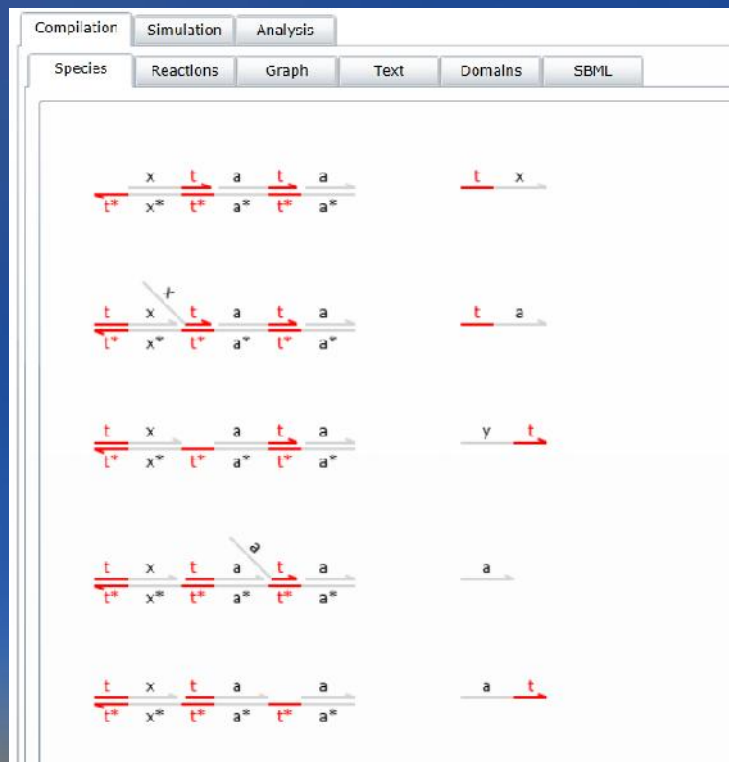 Compilation Simulation Analysis
Species Reactions Graph Text Domains SBML
x t a t a t x
t* x* t* a* t* a*
x
t x t a t a t a
t* x* t* a* t* a*
t x a t a y t
t* x* t* a* t* a*
a
t x t a t a a
t* x* t* a* t* a*
t x t a a a t
t* x* t* a* t* a*